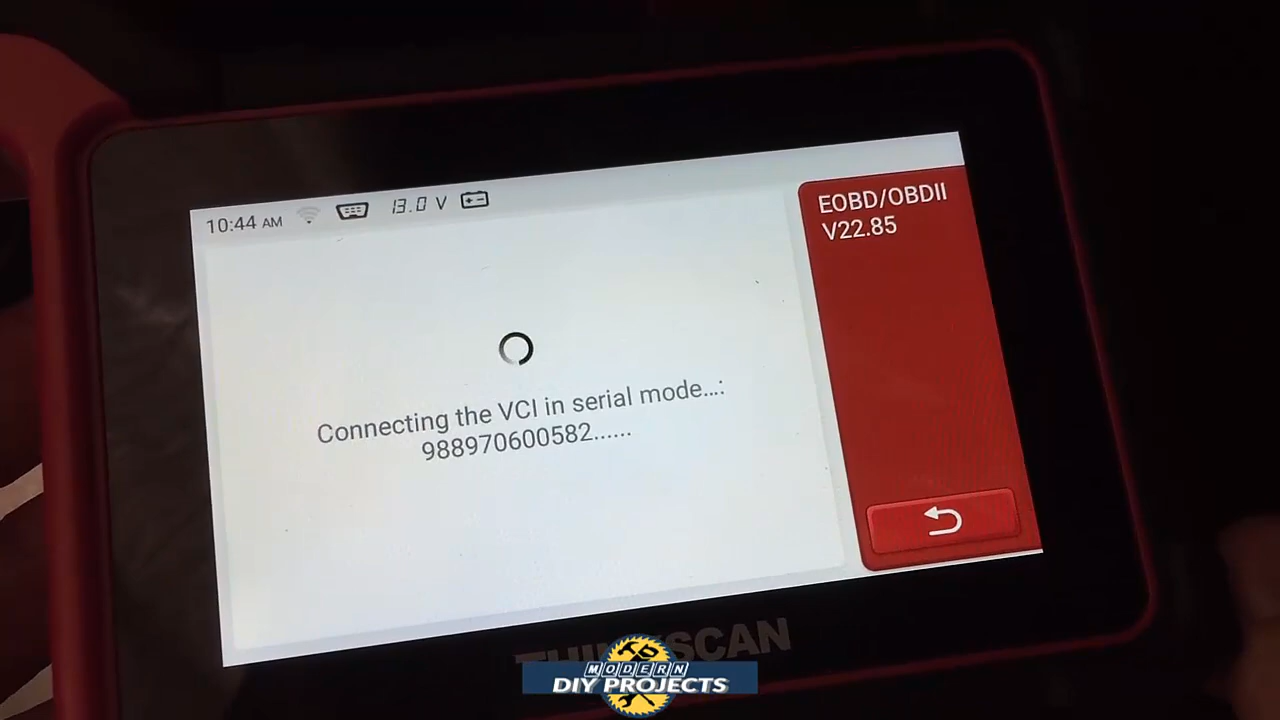 10:44 AM 13.0 V
EOBD/OBDII
V22.85
Connecting the VCI in serial mode...:
988970600582......
THINKSCAN
MODERN
DIY PROJECTS